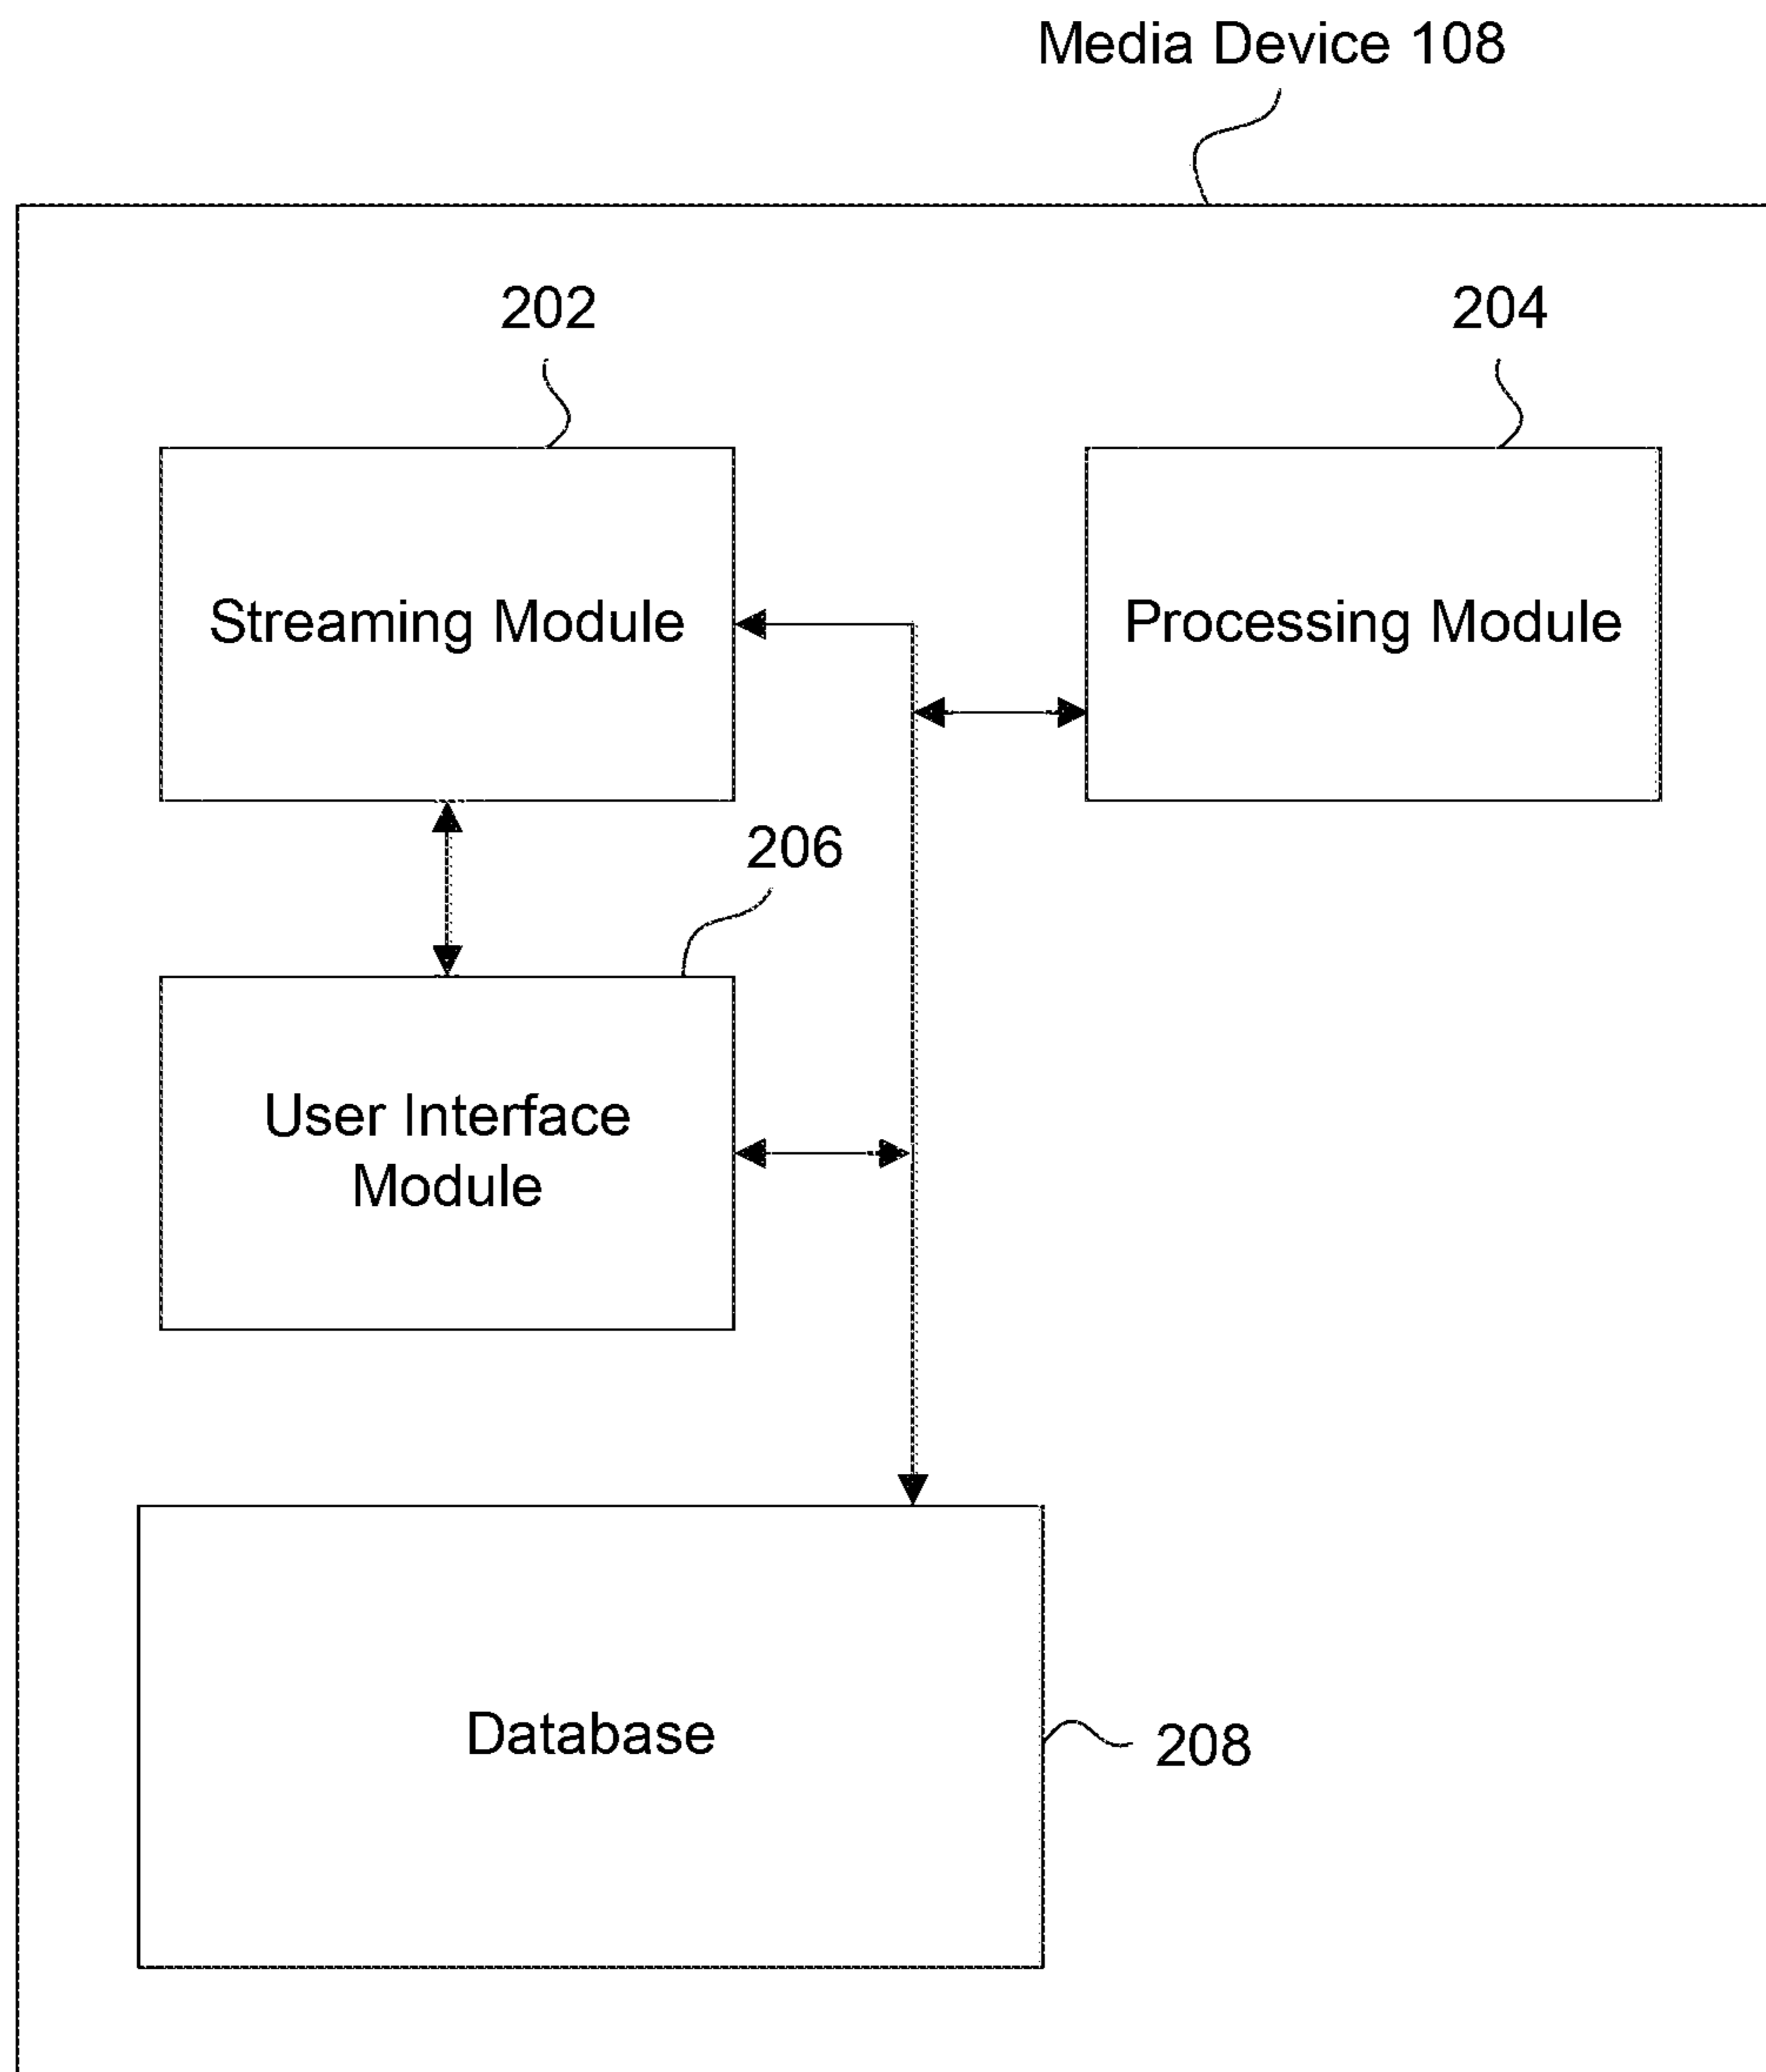 Media Device 108
202
204
Streaming Module
Processing Module
206
User Interface
Module
Database
208